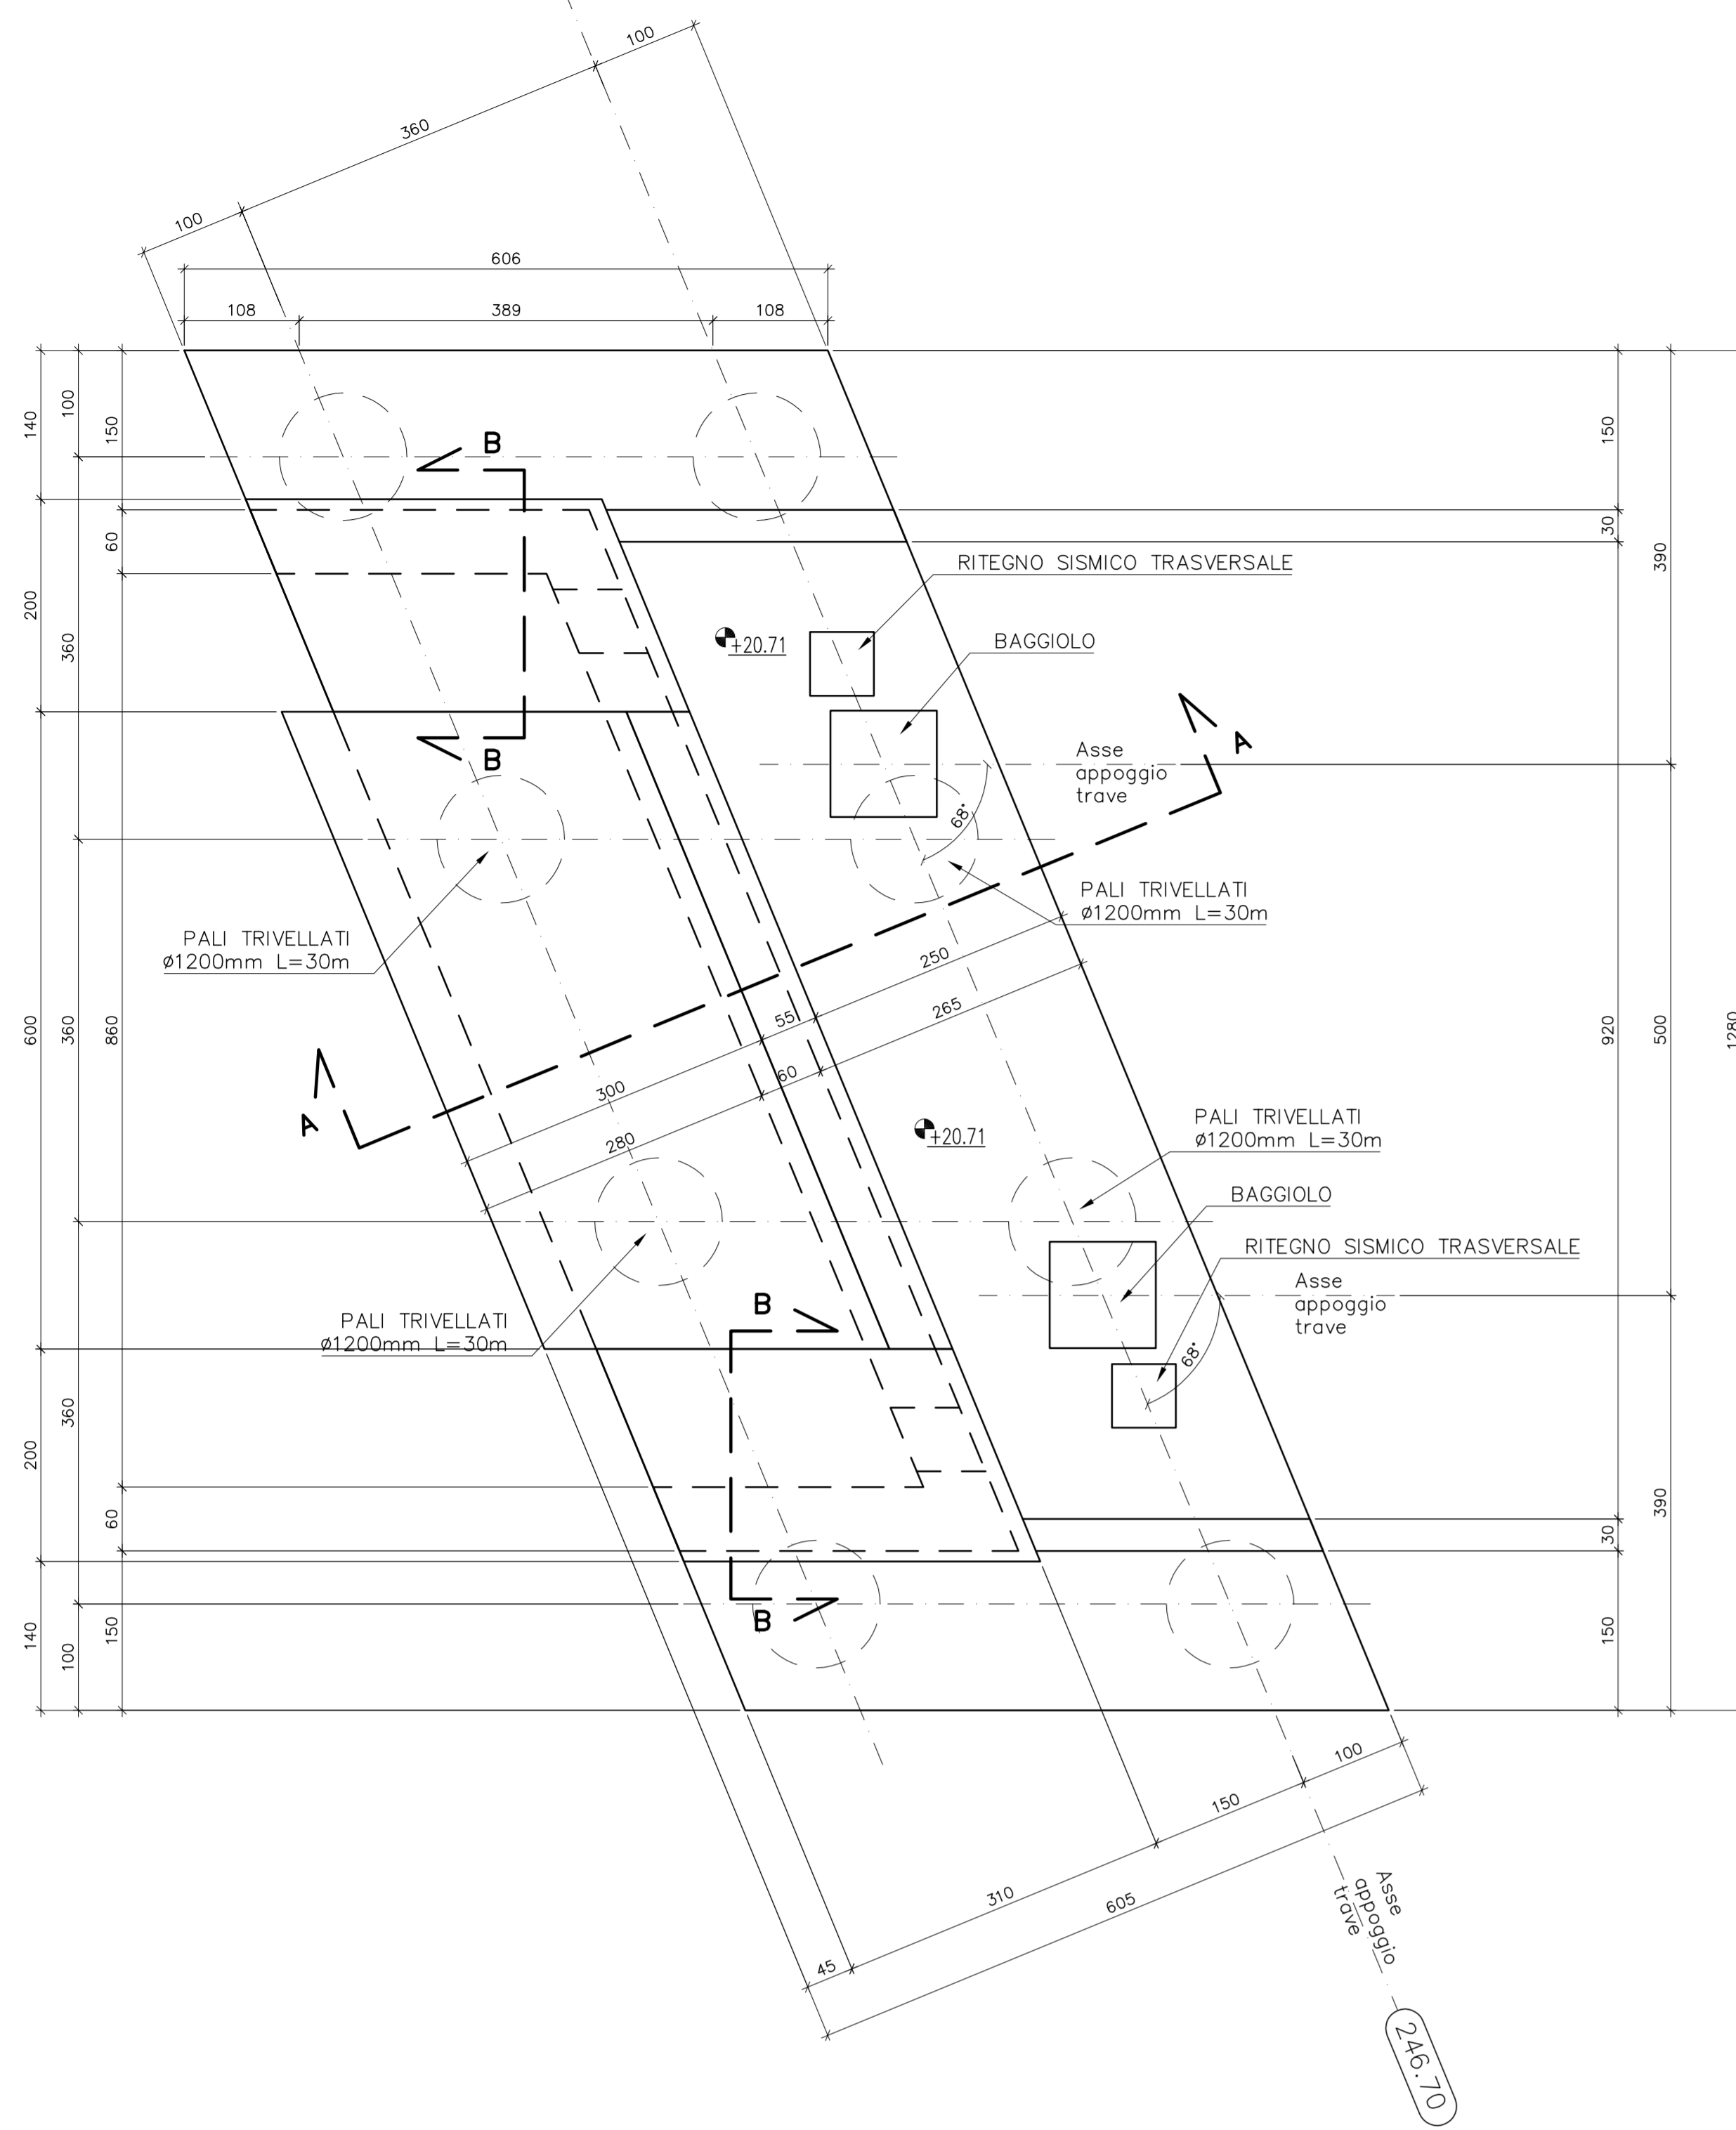 100
360
100
606
108
389
108
140
100
150
150
B
60
30
390
RITEGNO SISMICO TRASVERSALE
200
360
+20.71
BAGGIOLO
B
A
Asse
appoggio
trave
68°
PALI TRIVELLATI
ø1200mm L=30m
PALI TRIVELLATI
ø1200mm L=30m
250
265
55
600
360
860
920
500
1280
60
300
A
280
+20.71
PALI TRIVELLATI
ø1200mm L=30m
BAGGIOLO
RITEGNO SISMICO TRASVERSALE
B
Asse
appoggio
trave
PALI TRIVELLATI
ø1200mm L=30m
68°
360
200
390
60
30
B
140
100
150
150
100
150
310
605
45
Asse
appoggio
trave
246.70